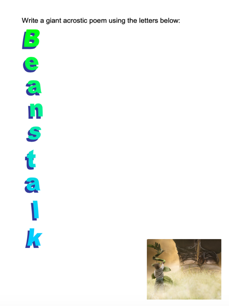 Write a giant acrostic poem using the letters below:
B
e
a
n
s
t
a
l
k